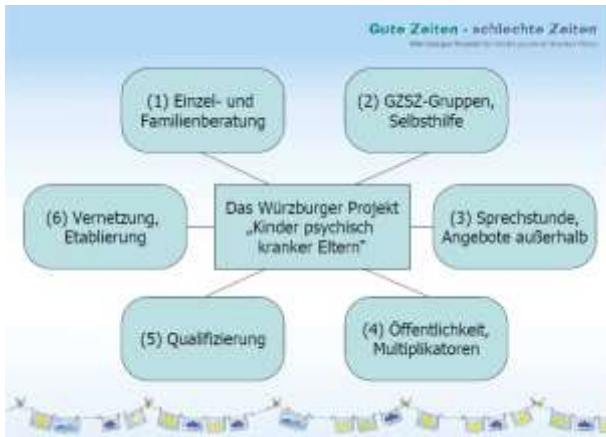 Gute Zeiten - schlechte Zeiten
(1) Einzel- und
Familienberatung
(2) GZSZ-Gruppen,
Selbsthilfe
(6) Vernetzung,
Etablierung
Das Würzburger Projekt
„Kinder psychisch
kranker Eltern“
(3) Sprechstunde,
Angebote außerhalb
(5) Qualifizierung
(4) Öffentlichkeit,
Multiplikatoren